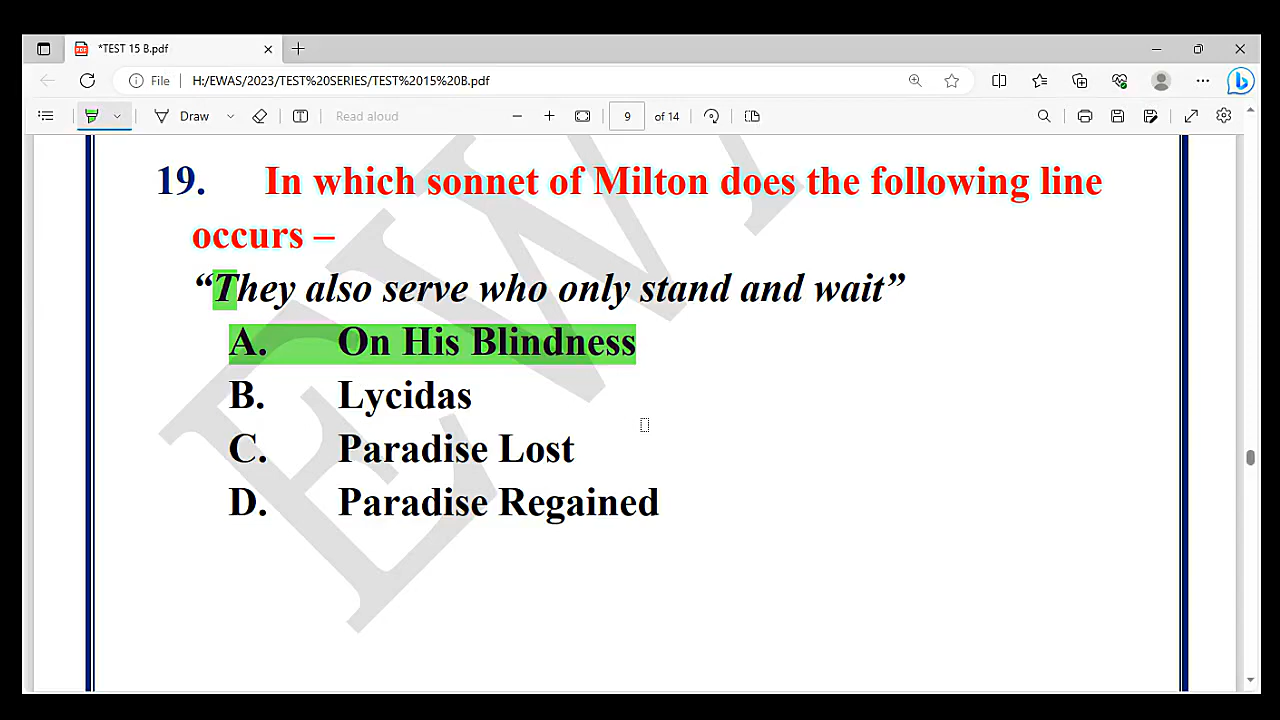 *TEST 15 B.pdf
File H:/EWAS/2023/TEST%20SERIES/TEST%2015%20B.pdf
Draw Read aloud 9 of 14
19. In which sonnet of Milton does the following line
occurs –
“They also serve who only stand and wait”
A. On His Blindness
B. Lycidas
C. Paradise Lost
D. Paradise Regained
EWA